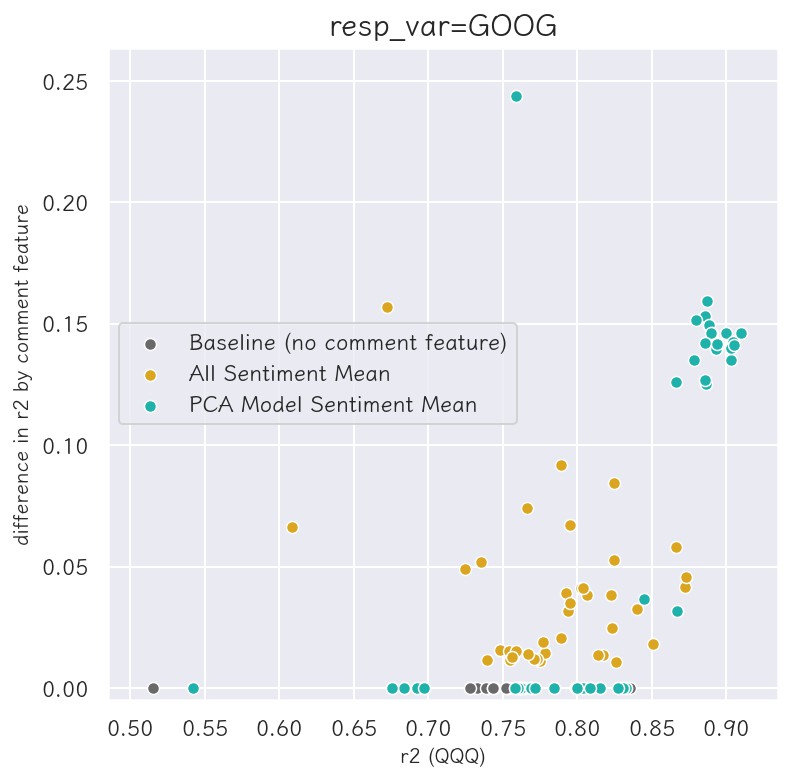 resp_var=GOOG
0.25
0.20
0.15
0.10
0.05
0.00
difference in r2 by comment feature
Baseline (no comment feature)
All Sentiment Mean
PCA Model Sentiment Mean
0.50 0.55 0.60 0.65 0.70 0.75 0.80 0.85 0.90
r2 (QQQ)